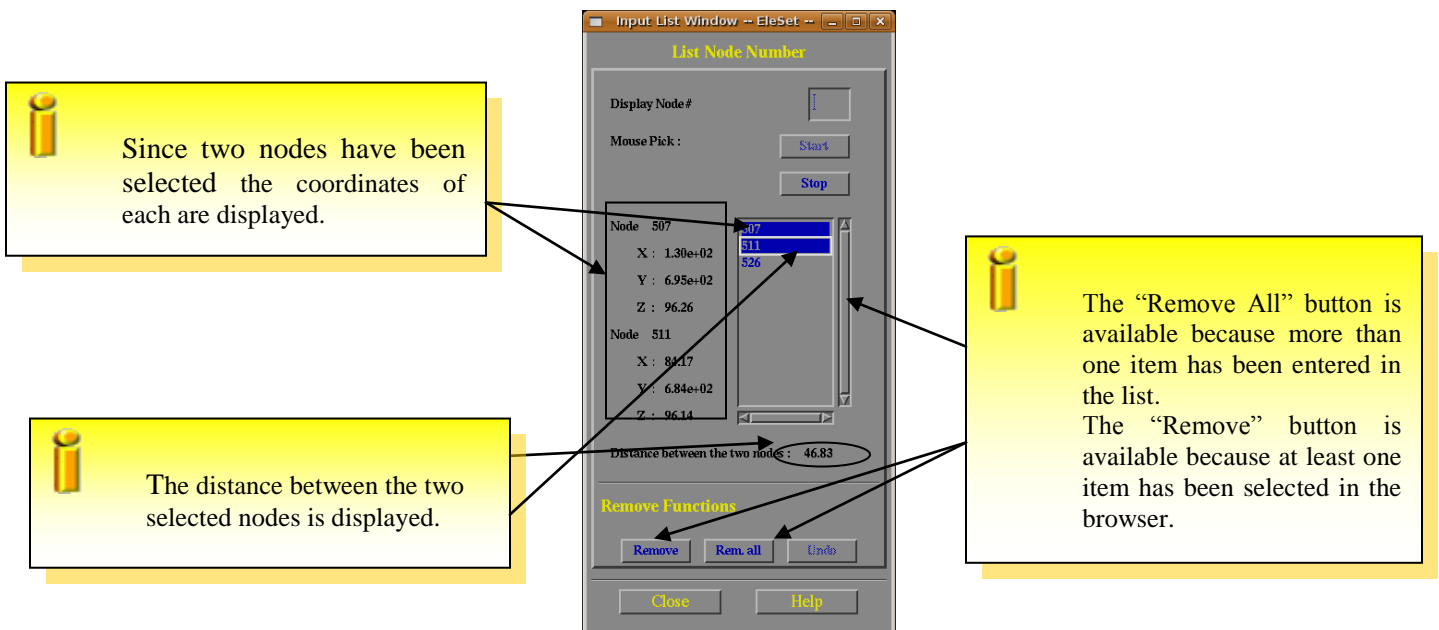 Input List Window -- EleSet --
List Node Number
Display Node #
Mouse Pick :
Start
Stop
Node 507
X : 1.30e+02
Y : 6.95e+02
Z : 96.26
Node 511
X : 84.17
Y : 6.84e+02
Z : 96.14
507
511
526
Distance between the two nodes : 46.83
Remove Functions
Remove
Rem. all
Undo
Close
Help
Since two nodes have been
selected the coordinates of
each are displayed.
The distance between the two
selected nodes is displayed.
The “Remove All” button is
available because more than
one item has been entered in
the list.
The “Remove” button is
available because at least one
item has been selected in the
browser.